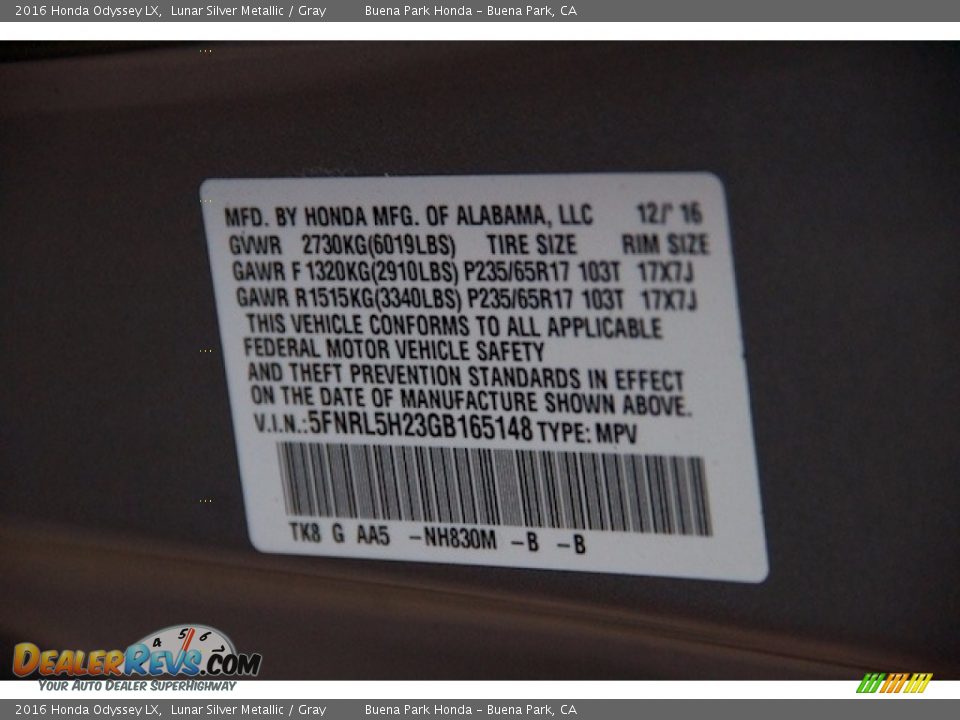 2016 Honda Odyssey LX,  Lunar Silver Metallic / Gray          Buena Park Honda - Buena Park, CA
MFD. BY HONDA MFG. OF ALABAMA, LLC 12/' 16
GVWR 2730KG(6019LBS) TIRE SIZE RIM SIZE
GAWR F 1320KG(2910LBS) P235/65R17 103T 17X7J
GAWR R1515KG(3340LBS) P235/65R17 103T 17X7J
THIS VEHICLE CONFORMS TO ALL APPLICABLE
FEDERAL MOTOR VEHICLE SAFETY
AND THEFT PREVENTION STANDARDS IN EFFECT
ON THE DATE OF MANUFACTURE SHOWN ABOVE.
V.I.N.:5FNRL5H23GB165148 TYPE: MPV
TK8 G AA5 -NH830M -B -B
4 5 6
DEALERREVS.COM
YOUR AUTO DEALER SUPERHIGHWAY
2016 Honda Odyssey LX,  Lunar Silver Metallic / Gray          Buena Park Honda - Buena Park, CA